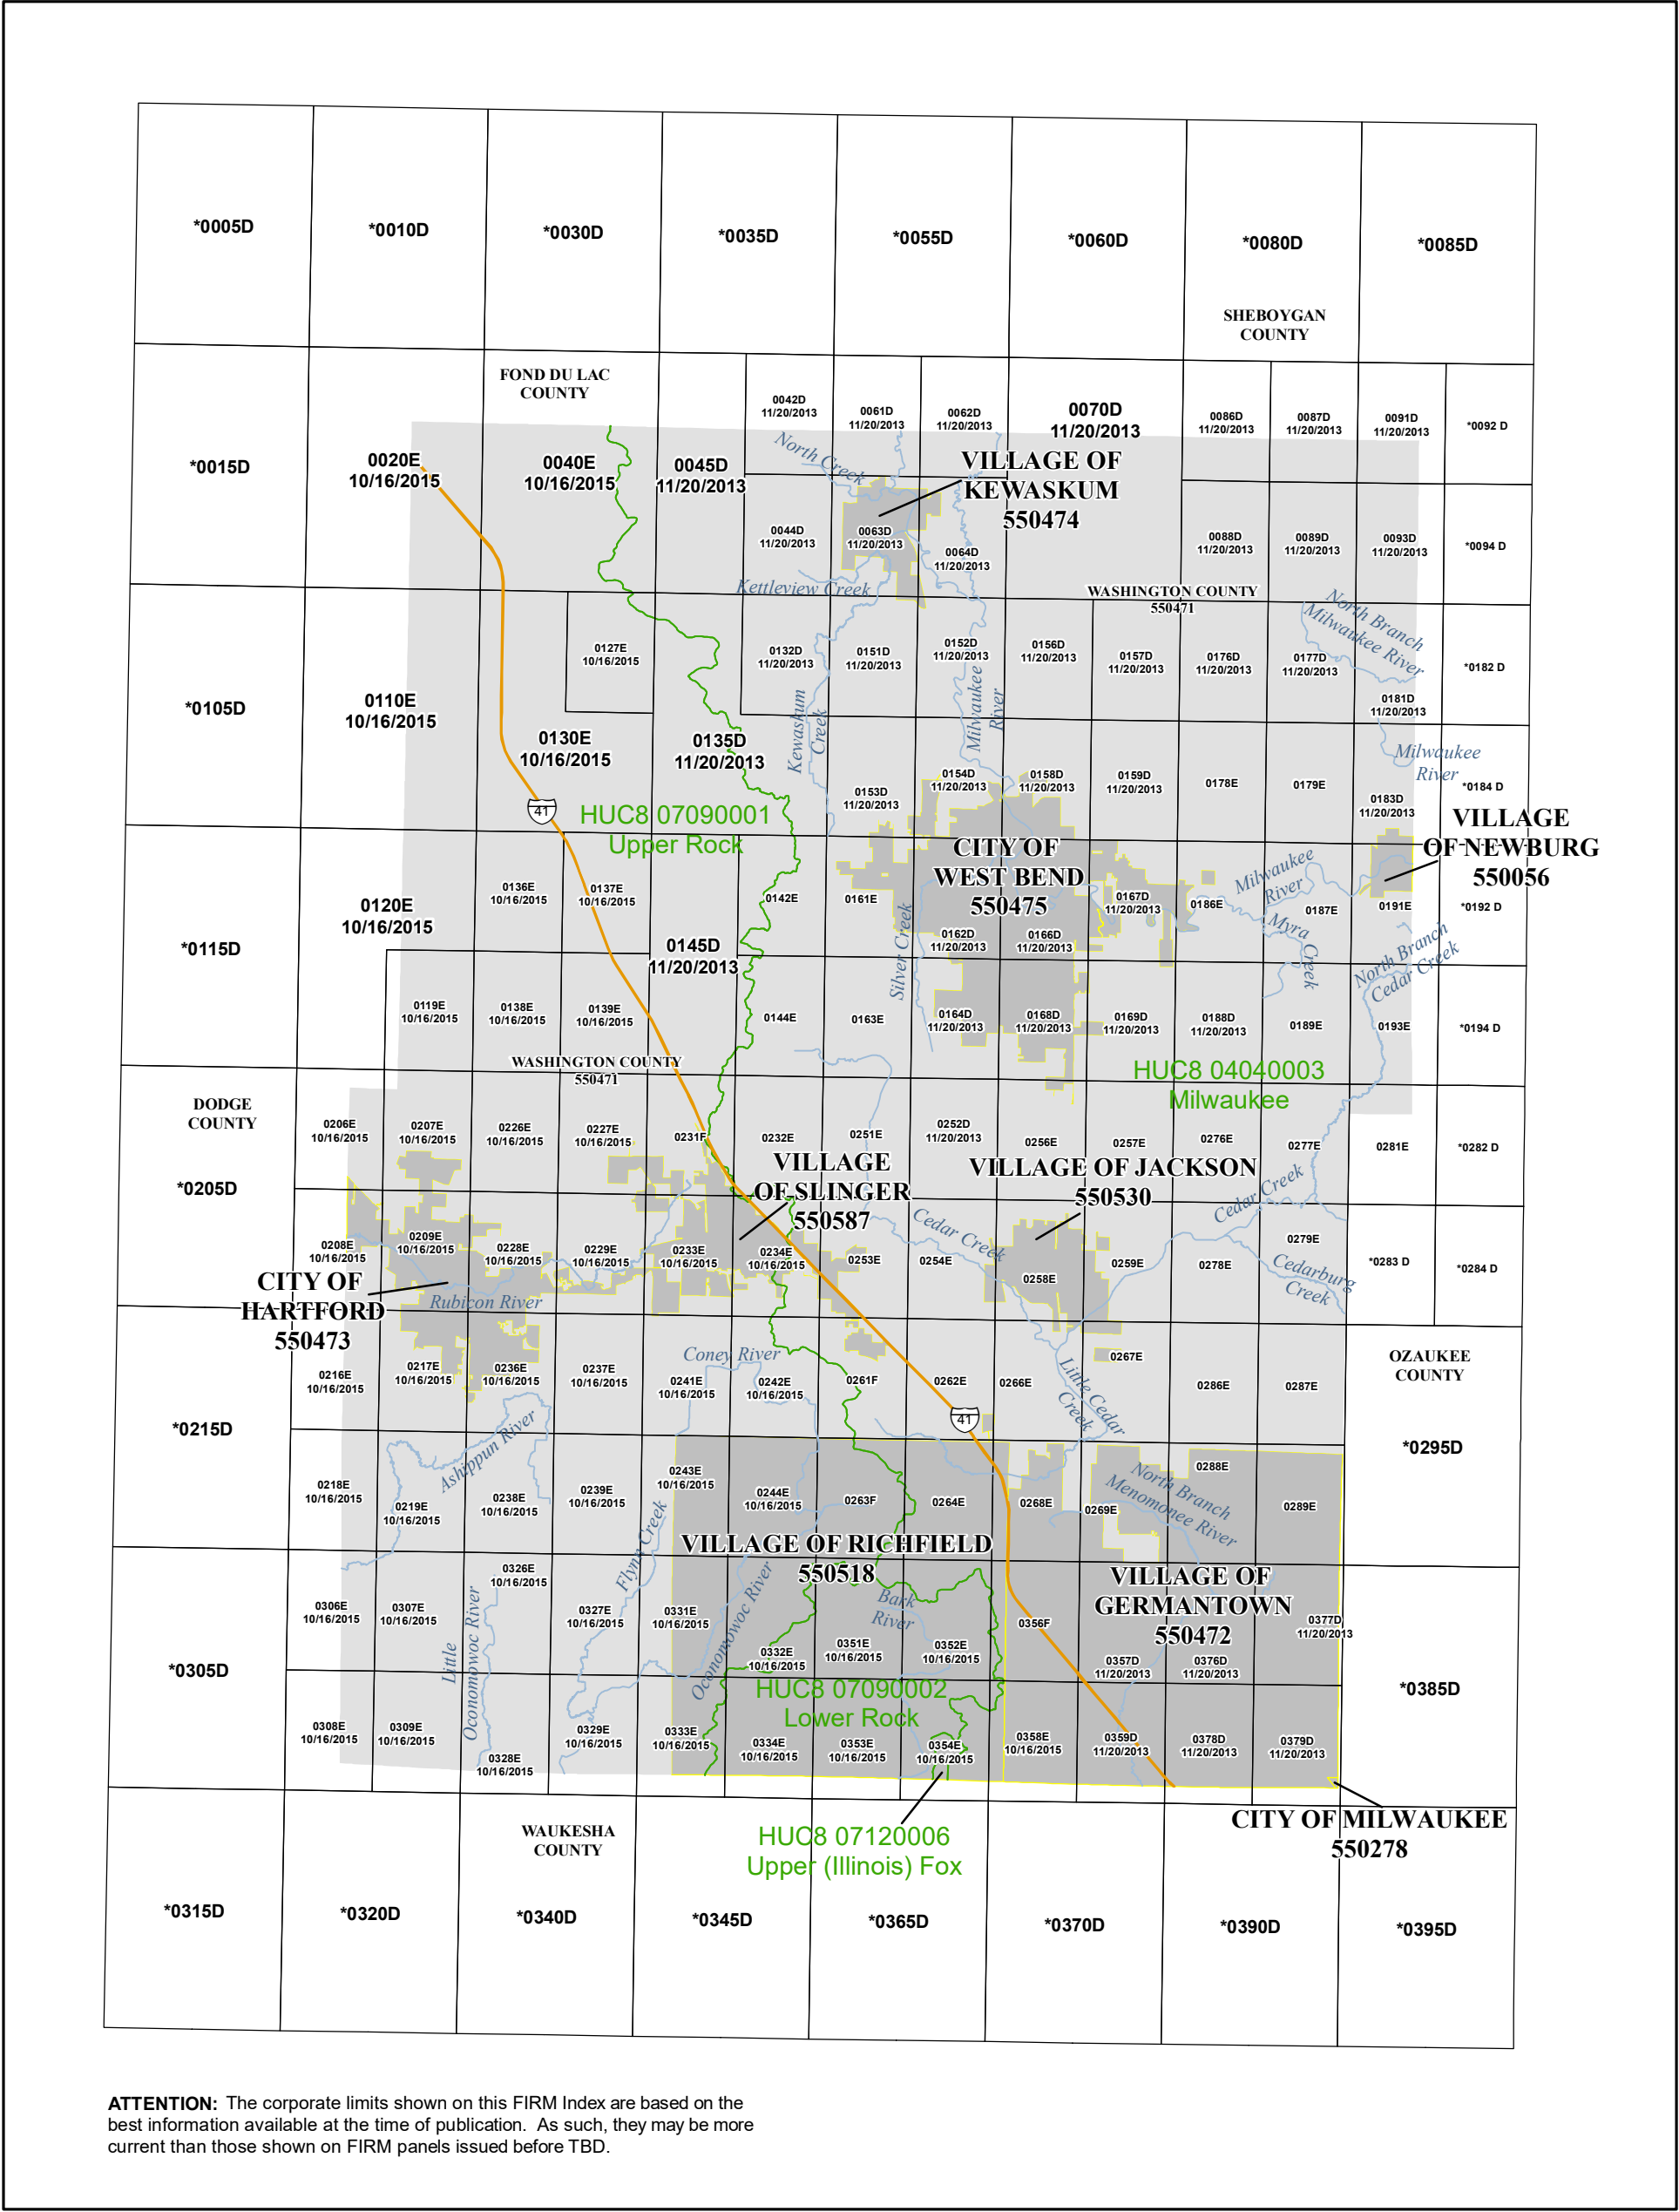 *0005D
*0010D
*0030D
*0035D
*0055D
*0060D
*0080D
*0085D
SHEBOYGAN
COUNTY
FOND DU LAC
COUNTY
*0015D
0020E
10/16/2015
0040E
10/16/2015
0045D
11/20/2013
0042D
11/20/2013
0061D
11/20/2013
0062D
11/20/2013
0070D
11/20/2013
0086D
11/20/2013
0087D
11/20/2013
0091D
11/20/2013
*0092 D
North Creek
VILLAGE OF
KEWASKUM
550474
0044D
11/20/2013
0063D
11/20/2013
0064D
11/20/2013
0088D
11/20/2013
0089D
11/20/2013
0093D
11/20/2013
*0094 D
Kettleview Creek
WASHINGTON COUNTY
550471
North Branch
Milwaukee River
*0105D
0110E
10/16/2015
0127E
10/16/2015
0130E
10/16/2015
0135D
11/20/2013
0132D
11/20/2013
0151D
11/20/2013
0152D
11/20/2013
0156D
11/20/2013
0157D
11/20/2013
0176D
11/20/2013
0177D
11/20/2013
0181D
11/20/2013
*0182 D
Kewaskum
Creek
Milwaukee
River
Milwaukee
River
0153D
11/20/2013
0154D
11/20/2013
0158D
11/20/2013
0159D
11/20/2013
0178E
0179E
0183D
11/20/2013
*0184 D
41
HUC8 07090001
Upper Rock
VILLAGE
OF NEWBURG
550056
CITY OF
WEST BEND
550475
*0115D
0120E
10/16/2015
0136E
10/16/2015
0137E
10/16/2015
0145D
11/20/2013
0142E
0161E
0162D
11/20/2013
0166D
11/20/2013
0167D
11/20/2013
0186E
0187E
0191E
*0192 D
Milwaukee
River
Myra
Creek
Silver Creek
North Branch
Cedar Creek
0119E
10/16/2015
0138E
10/16/2015
0139E
10/16/2015
0144E
0163E
0164D
11/20/2013
0168D
11/20/2013
0169D
11/20/2013
0188D
11/20/2013
0189E
0193E
*0194 D
WASHINGTON COUNTY
550471
HUC8 04040003
Milwaukee
DODGE
COUNTY
*0205D
0206E
10/16/2015
0207E
10/16/2015
0226E
10/16/2015
0227E
10/16/2015
0231F
0232E
0251E
0252D
11/20/2013
0256E
0257E
0276E
0277E
0281E
*0282 D
VILLAGE
OF SLINGER
550587
VILLAGE OF JACKSON
550530
Cedar Creek
Cedar Creek
Cedarburg
Creek
0208E
10/16/2015
0209E
10/16/2015
0228E
10/16/2015
0229E
10/16/2015
0233E
10/16/2015
0234E
10/16/2015
0253E
0254E
0258E
0259E
0278E
0279E
*0283 D
*0284 D
CITY OF
HARTFORD
550473
Rubicon River
Coney River
Little Cedar
Creek
OZAUKEE
COUNTY
*0215D
0216E
10/16/2015
0217E
10/16/2015
0236E
10/16/2015
0237E
10/16/2015
0241E
10/16/2015
0242E
10/16/2015
0261F
0262E
0266E
0267E
0286E
0287E
*0295D
41
Ashippun River
0218E
10/16/2015
0219E
10/16/2015
0238E
10/16/2015
0239E
10/16/2015
0243E
10/16/2015
0244E
10/16/2015
0263F
0264E
0268E
0269E
0288E
0289E
North Branch
Menomonee River
Flynn Creek
VILLAGE OF RICHFIELD
550518
VILLAGE OF
GERMANTOWN
550472
*0305D
0306E
10/16/2015
0307E
10/16/2015
0326E
10/16/2015
0327E
10/16/2015
0331E
10/16/2015
0332E
10/16/2015
0351E
10/16/2015
0352E
10/16/2015
0356F
0357D
11/20/2013
0376D
11/20/2013
0377D
11/20/2013
*0385D
Little
Oconomowoc River
Oconomowoc River
Bark
River
HUC8 07090002
Lower Rock
0308E
10/16/2015
0309E
10/16/2015
0328E
10/16/2015
0329E
10/16/2015
0333E
10/16/2015
0334E
10/16/2015
0353E
10/16/2015
0354E
10/16/2015
0358E
10/16/2015
0359D
11/20/2013
0378D
11/20/2013
0379D
11/20/2013
CITY OF MILWAUKEE
550278
WAUKESHA
COUNTY
HUC8 07120006
Upper (Illinois) Fox
*0315D
*0320D
*0340D
*0345D
*0365D
*0370D
*0390D
*0395D
ATTENTION: The corporate limits shown on this FIRM Index are based on the
best information available at the time of publication. As such, they may be more
current than those shown on FIRM panels issued before TBD.